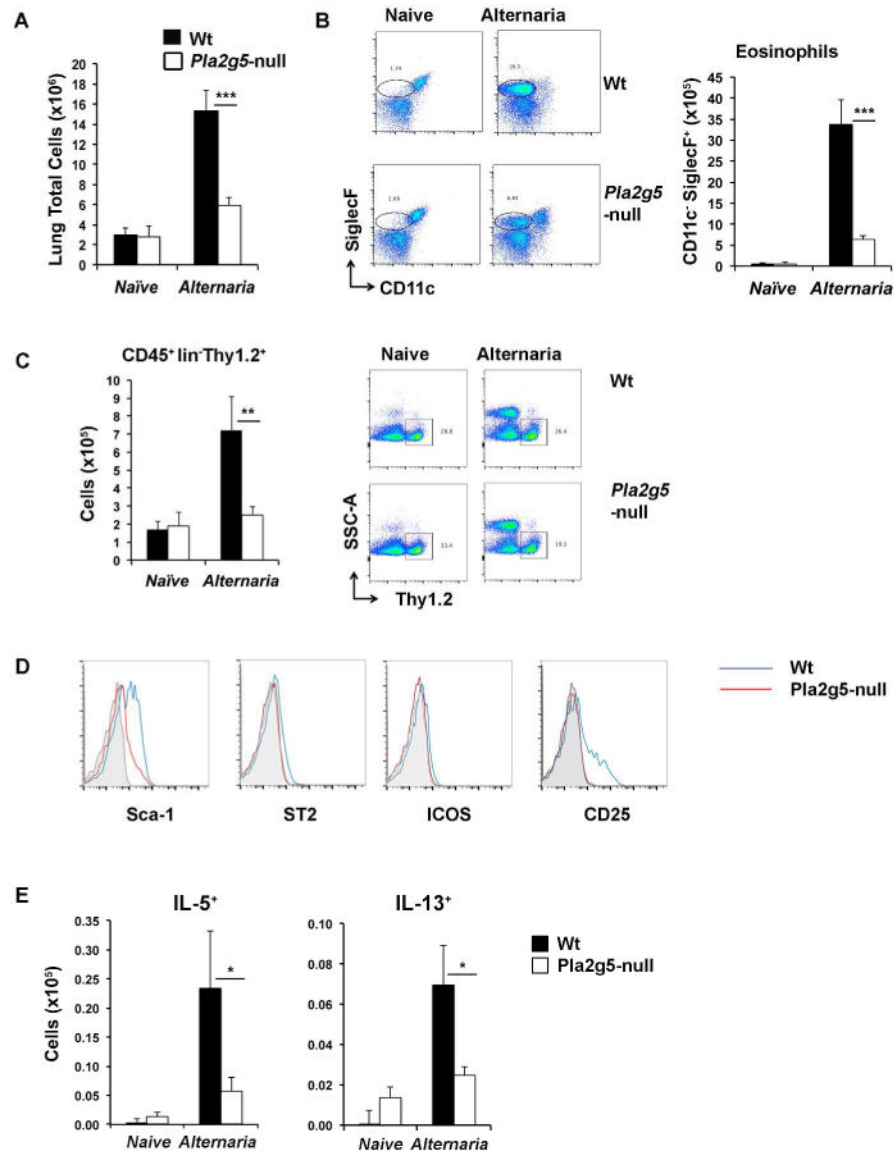 A
Wt
Pla2g5-null
Lung Total Cells (x10⁶)
18
16
14
12
10
8
6
4
2
0
Naïve Alternaria
***
B
Naive Alternaria
1.74
Wt
Pla2g5
-null
SiglecF
CD11c
Eosinophils
CD11c⁻ SiglecF⁺ (x10⁵)
45
40
35
30
25
20
15
10
5
0
***
Naïve Alternaria
C
CD45⁺ lin⁻Thy1.2⁺
Cells (x10⁵)
10
9
8
7
6
5
4
3
2
1
0
**
Naïve Alternaria
Naive Alternaria
Wt
Pla2g5
-null
SSC-A
Thy1.2
D
Sca-1
ST2
ICOS
CD25
Wt
Pla2g5-null
E
IL-5⁺
Cells (x10⁵)
0.35
0.30
0.25
0.20
0.15
0.10
0.05
0.00
*
Naive Alternaria
IL-13⁺
0.10
0.08
0.06
0.04
0.02
0.00
*
Naive Alternaria
Wt
Pla2g5-null